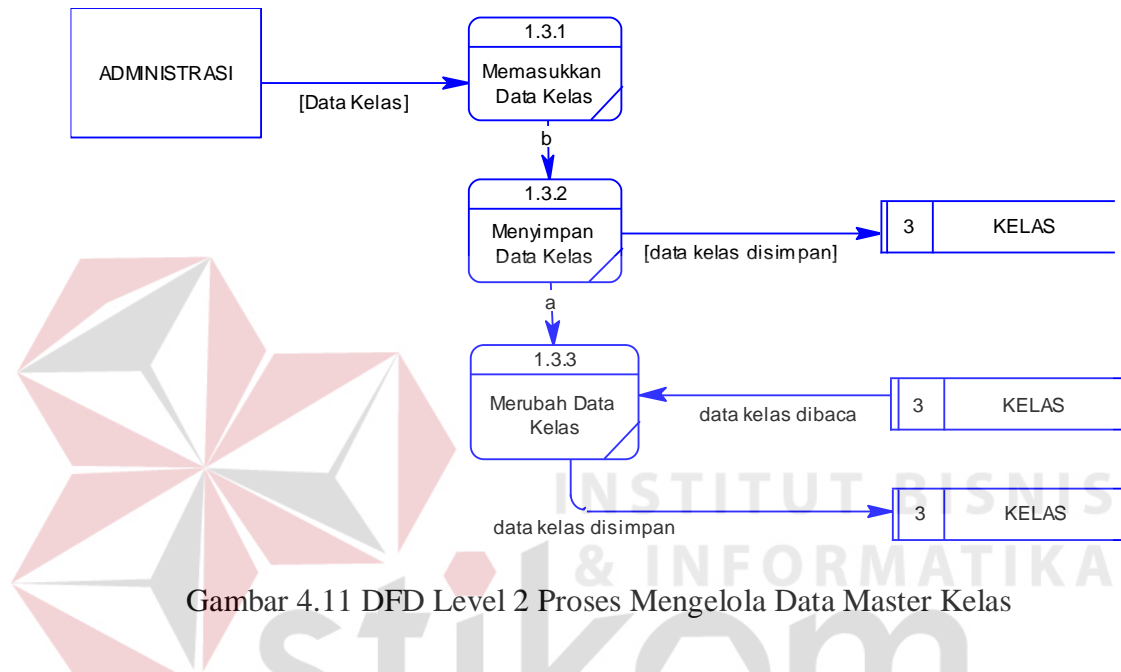 1.3.1
ADMINISTRASI
Memasukkan
Data Kelas
[Data Kelas]
b
1.3.2
Menyimpan
Data Kelas
3
KELAS
[data kelas disimpan]
a
1.3.3
Merubah Data
Kelas
3
KELAS
data kelas dibaca
INSTITUT BISNIS
3
KELAS
data kelas disimpan
& INFORMATIKA
Gambar 4.11 DFD Level 2 Proses Mengelola Data Master Kelas
stikom